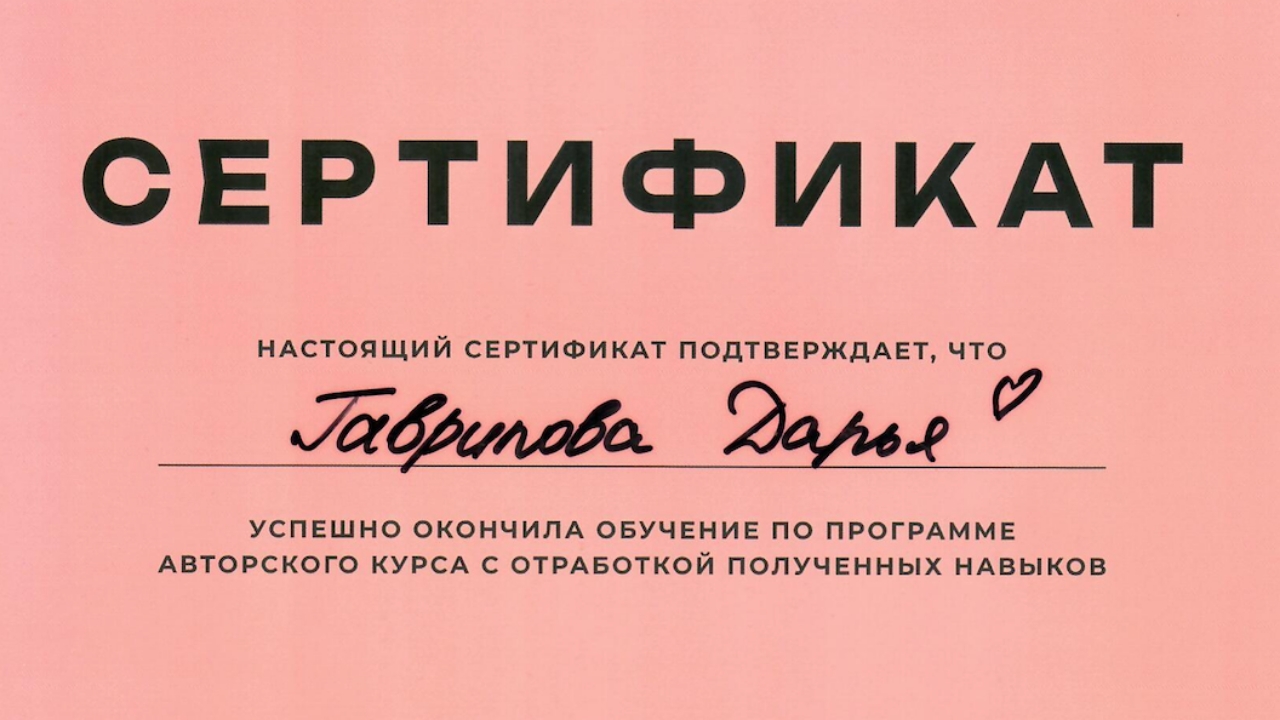 СЕРТИФИКАТ
НАСТОЯЩИЙ СЕРТИФИКАТ ПОДТВЕРЖДАЕТ, ЧТО
Гаврилова Дарья
УСПЕШНО ОКОНЧИЛА ОБУЧЕНИЕ ПО ПРОГРАММЕ
АВТОРСКОГО КУРСА С ОТРАБОТКОЙ ПОЛУЧЕННЫХ НАВЫКОВ